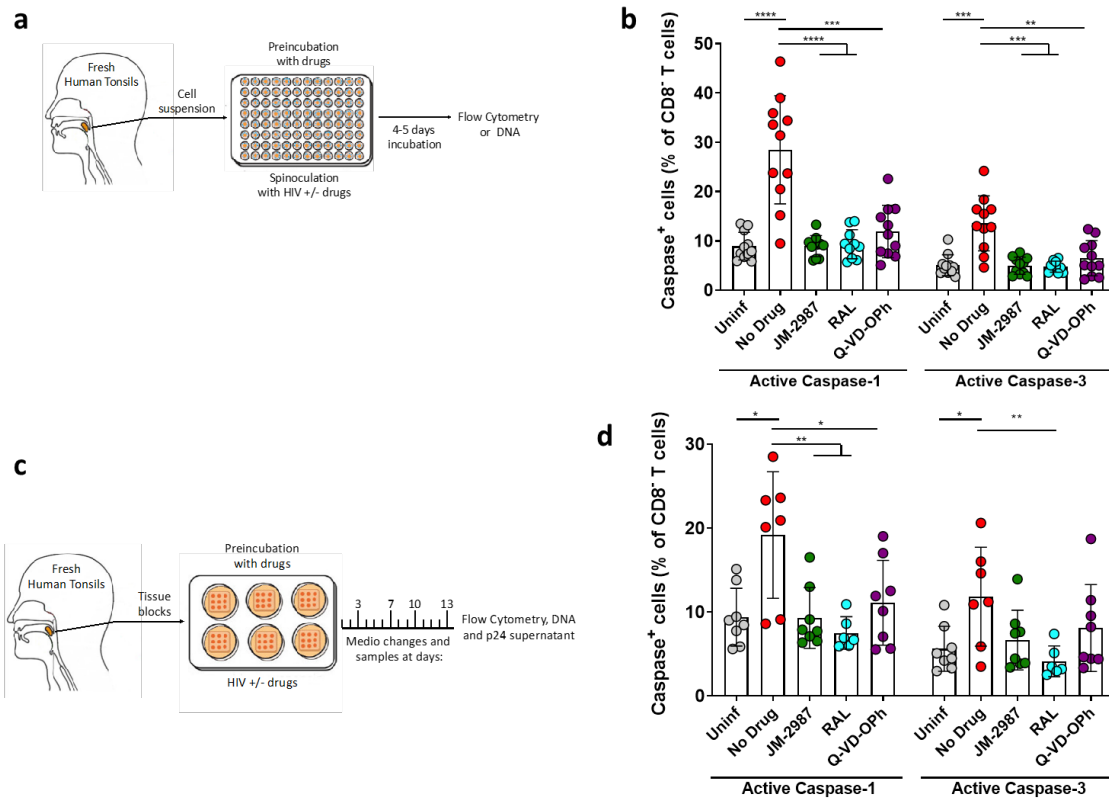 a
Fresh
Human Tonsils
Cell
suspension
Preincubation
with drugs
Spinoculation
with HIV +/- drugs
4-5 days
incubation
Flow Cytometry
or DNA
b
Caspase+ cells (% of CD8- T cells)
50
40
30
20
10
0
****
***
****
***
**
***
Uninf
No Drug
JM-2987
RAL
Q-VD-OPh
Uninf
No Drug
JM-2987
RAL
Q-VD-OPh
Active Caspase-1
Active Caspase-3
c
Fresh
Human Tonsils
Tissue
blocks
Preincubation
with drugs
HIV +/- drugs
3 7 10 13
Medio changes and
samples at days:
Flow Cytometry, DNA
and p24 supernatant
d
Caspase+ cells (% of CD8- T cells)
30
20
10
0
*
*
**
*
**
Uninf
No Drug
JM-2987
RAL
Q-VD-OPh
Uninf
No Drug
JM-2987
RAL
Q-VD-OPh
Active Caspase-1
Active Caspase-3